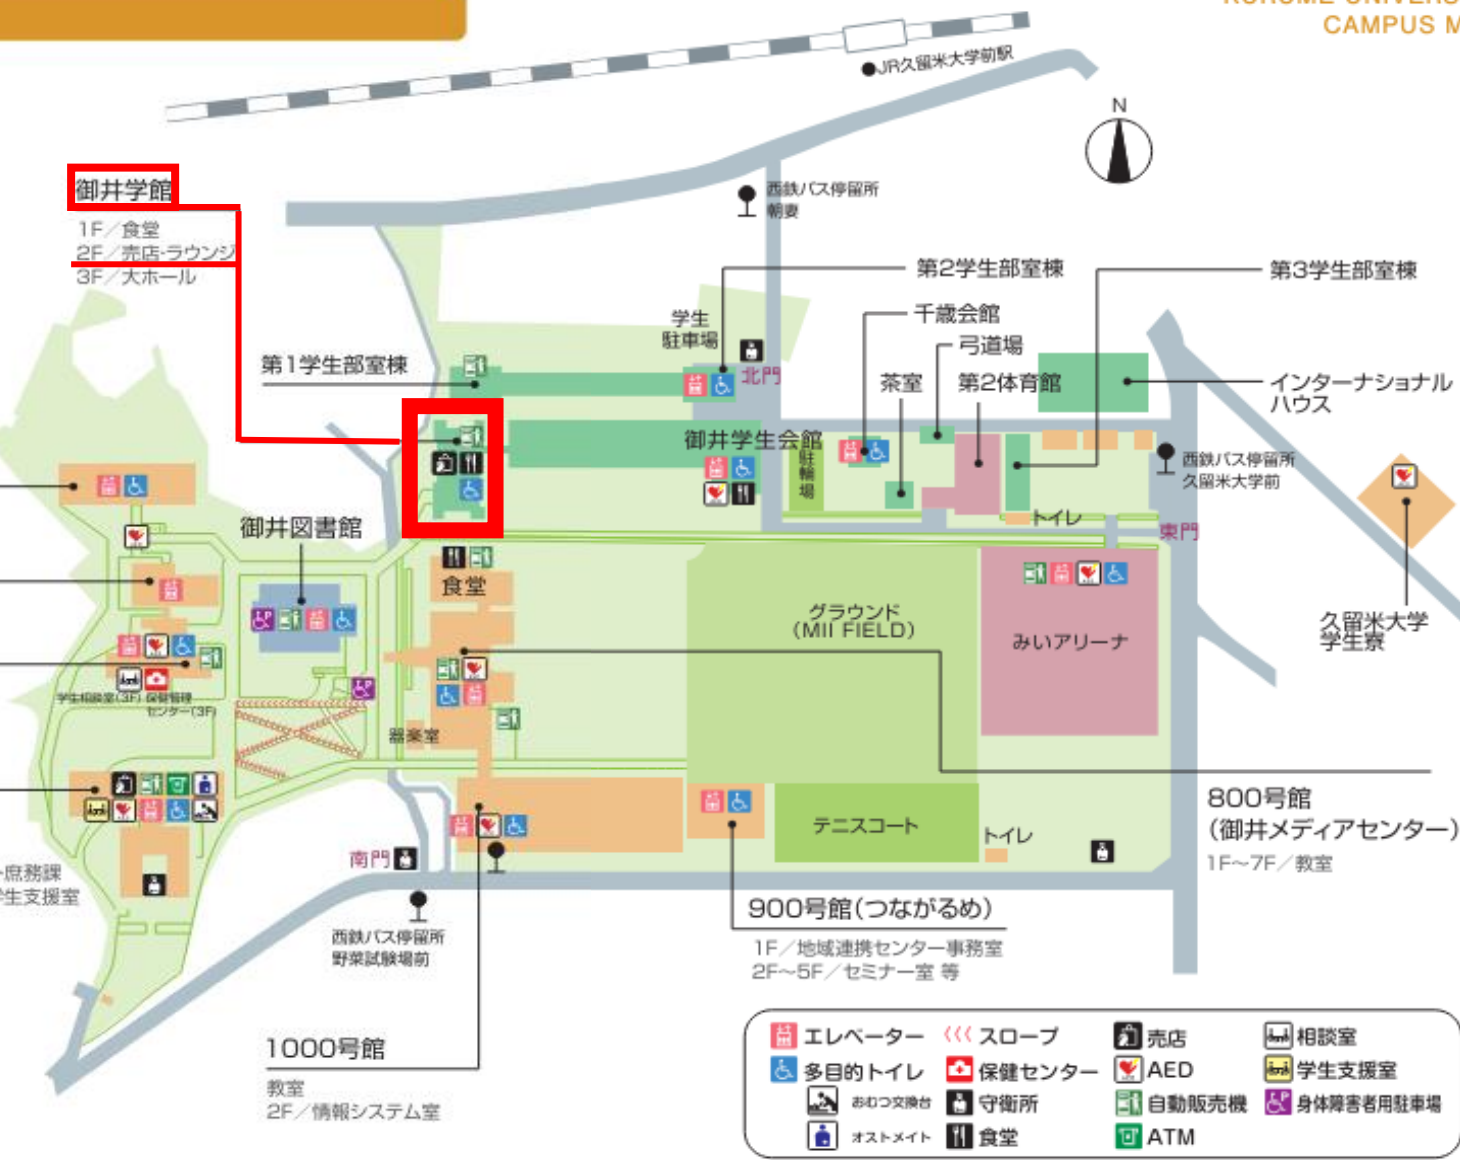 CAMPUS M
JR久留米大学前駅
N
御井学館
1F／食堂
2F／売店・ラウンジ
3F／大ホール
西鉄バス停留所
朝妻
第2学生部室棟
第3学生部室棟
千歳会館
学生
駐車場
弓道場
第1学生部室棟
北門
茶室
第2体育館
インターナショナル
ハウス
御井学生会館
駐輪場
西鉄バス停留所
久留米大学前
御井図書館
トイレ
東門
食堂
グラウンド
(MII FIELD)
みいアリーナ
久留米大学
学生寮
学生相談室(3F)
保健管理
センター(3F)
器楽室
800号館
(御井メディアセンター)
1F～7F／教室
テニスコート
トイレ
南門
庶務課
学生支援室
900号館(つながるめ)
1F／地域連携センター事務室
2F～5F／セミナー室 等
西鉄バス停留所
野菜試験場前
1000号館
教室
2F／情報システム室
エレベーター
スロープ
売店
相談室
多目的トイレ
保健センター
AED
学生支援室
おむつ交換台
守衛所
自動販売機
身体障害者用駐車場
オストメイト
食堂
ATM